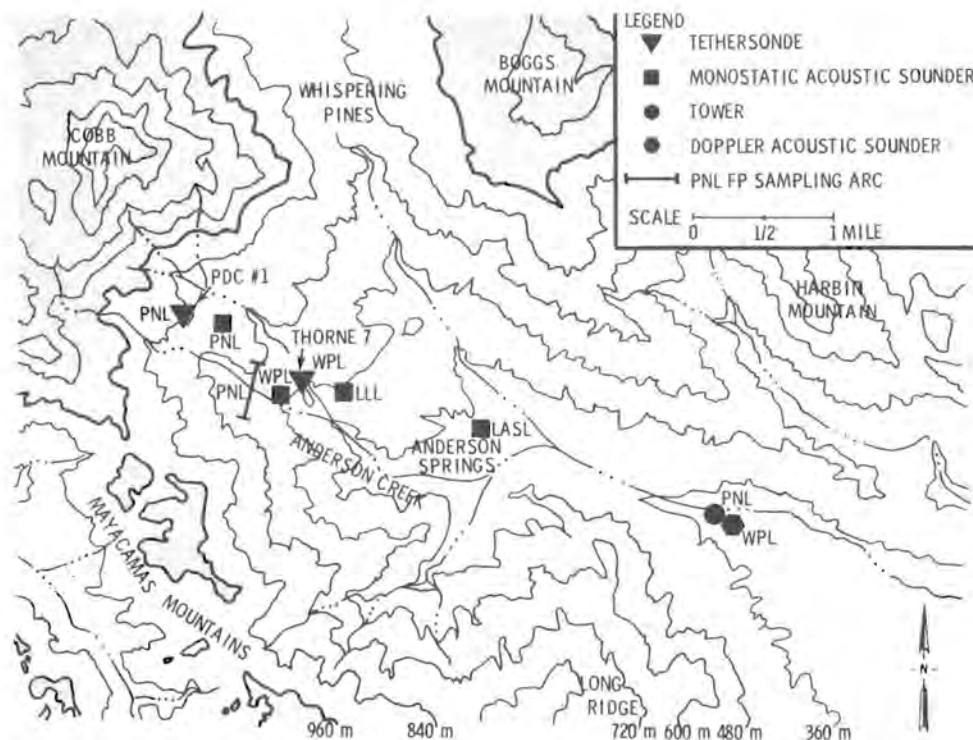 LEGEND
TETHERSONDE
MONOSTATIC ACOUSTIC SOUNDER
TOWER
DOPPLER ACOUSTIC SOUNDER
PNL FP SAMPLING ARC
SCALE
0 1/2 1 MILE
BOGGS
MOUNTAIN
WHISPERING
PINES
COBB
MOUNTAIN
HARBIN
MOUNTAIN
PDC #1
PNL
PNL
THORNE 7
WPL
WPL
PNL
LLL
LASL
ANDERSON
SPRINGS
ANDERSON CREEK
PNL
WPL
MAYACAMAS
MOUNTAINS
LONG
RIDGE
N
960 m 840 m 720 m 600 m 480 m 360 m